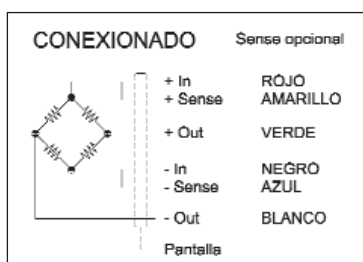 CONEXIONADO Sense opcional
+ In ROJO
+ Sense AMARILLO
+ Out VERDE
- In NEGRO
- Sense AZUL
- Out BLANCO
Pantalla